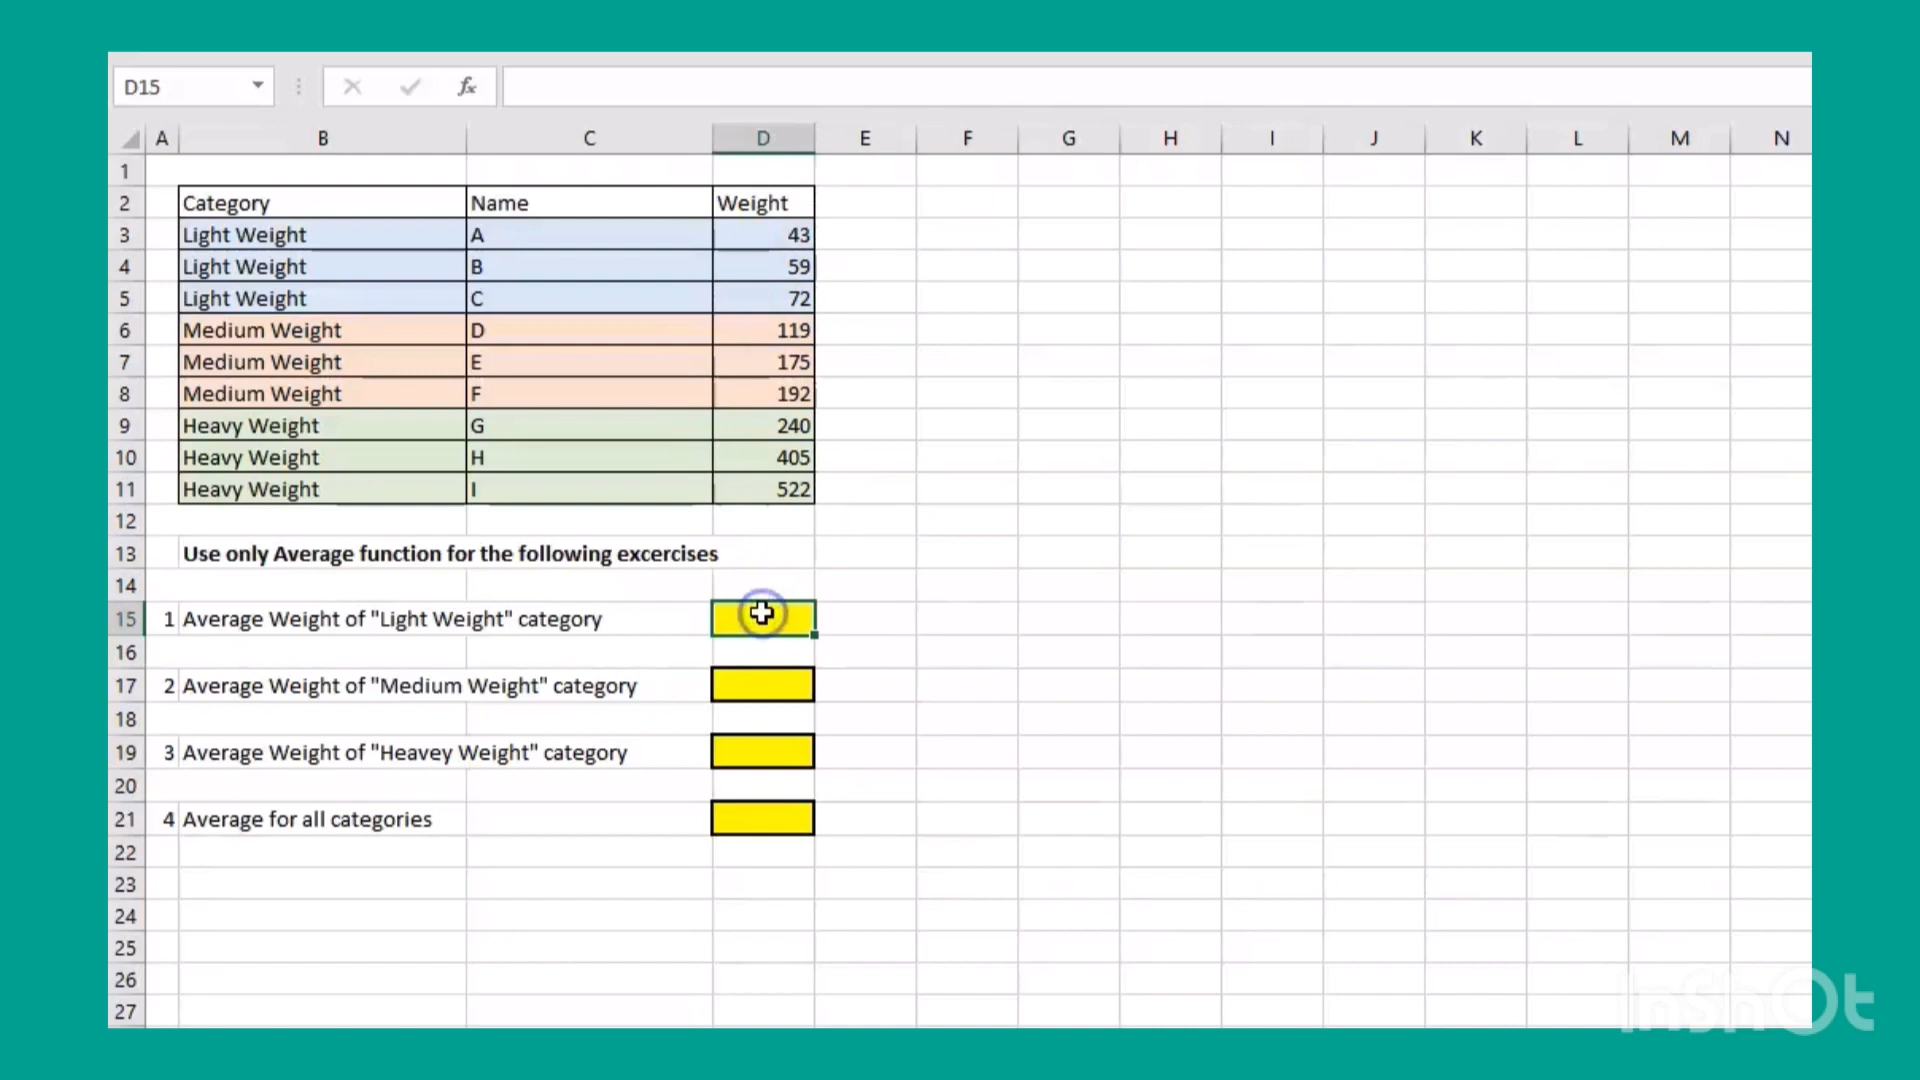 D15 fx
A B C D E F G H I J K L M N
1
2 Category Name Weight
3 Light Weight A 43
4 Light Weight B 59
5 Light Weight C 72
6 Medium Weight D 119
7 Medium Weight E 175
8 Medium Weight F 192
9 Heavy Weight G 240
10 Heavy Weight H 405
11 Heavy Weight I 522
12
13 Use only Average function for the following excercises
14
15 1 Average Weight of "Light Weight" category
16
17 2 Average Weight of "Medium Weight" category
18
19 3 Average Weight of "Heavey Weight" category
20
21 4 Average for all categories
22
23
24
25
26
27
InShOt